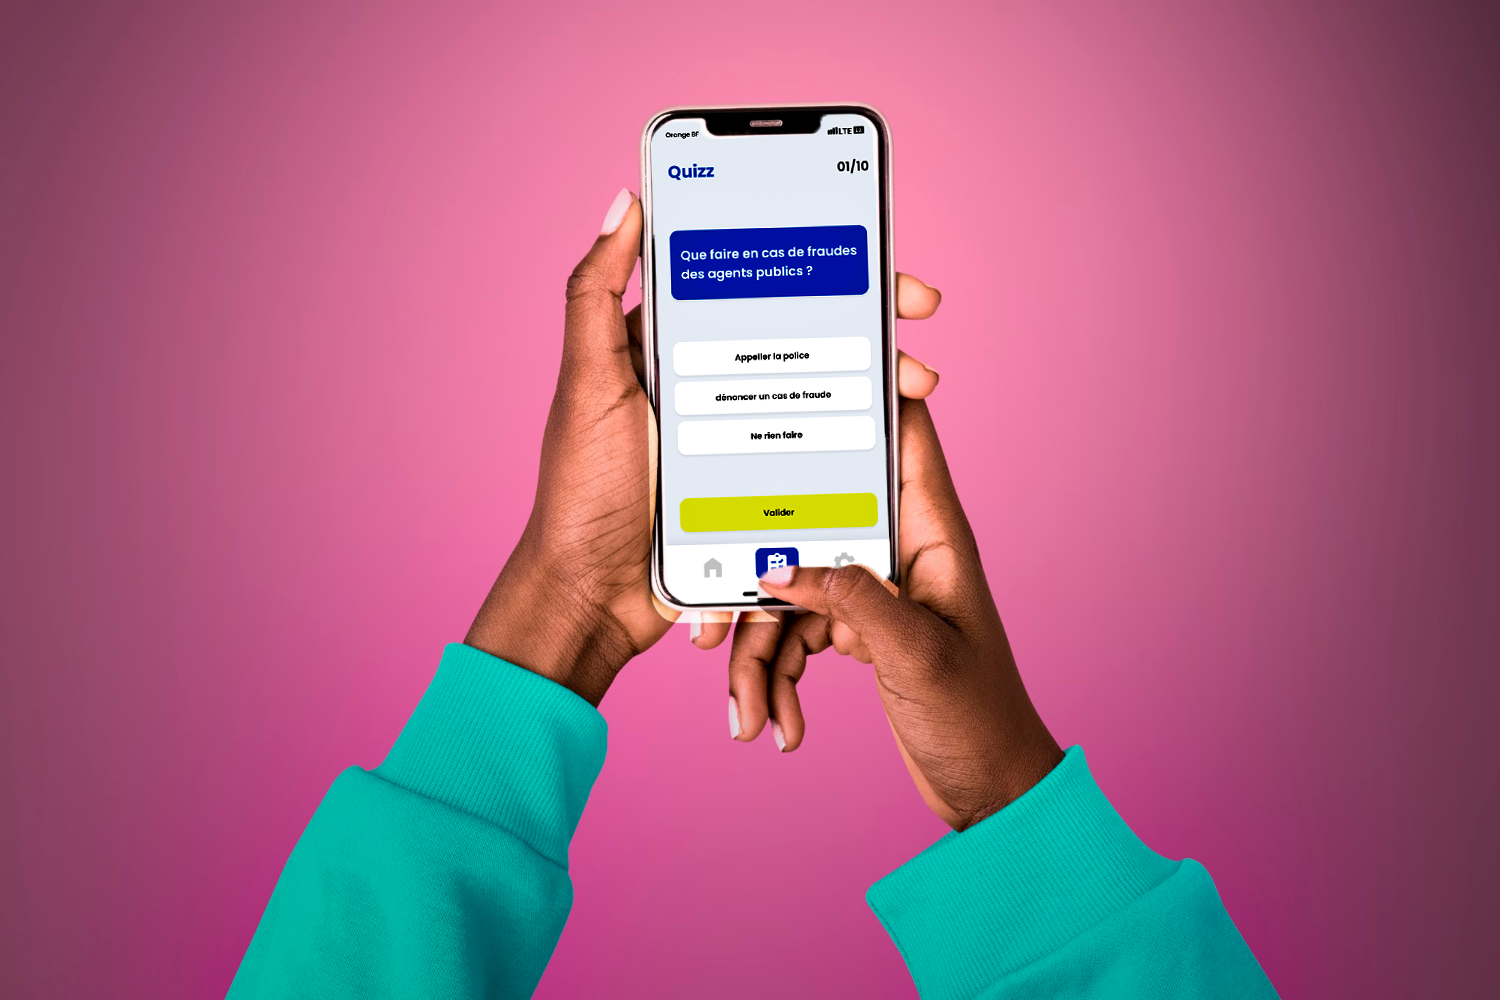 Orange BF
LTE
Quizz
01/10
Que faire en cas de fraudes
des agents publics ?
Appeller la police
dénoncer un cas de fraude
Ne rien faire
Valider